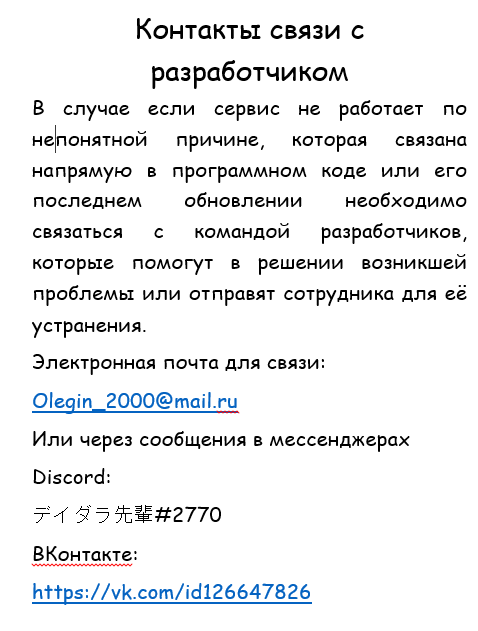 Контакты связи с
разработчиком
В случае если сервис не работает по
непонятной причине, которая связана
напрямую в программном коде или его
последнем обновлении необходимо
связаться с командой разработчиков,
которые помогут в решении возникшей
проблемы или отправят сотрудника для её
устранения.
Электронная почта для связи:
Olegin_2000@mail.ru
Или через сообщения в мессенджерах
Discord:
デイダラ先輩#2770
ВКонтакте:
https://vk.com/id126647826